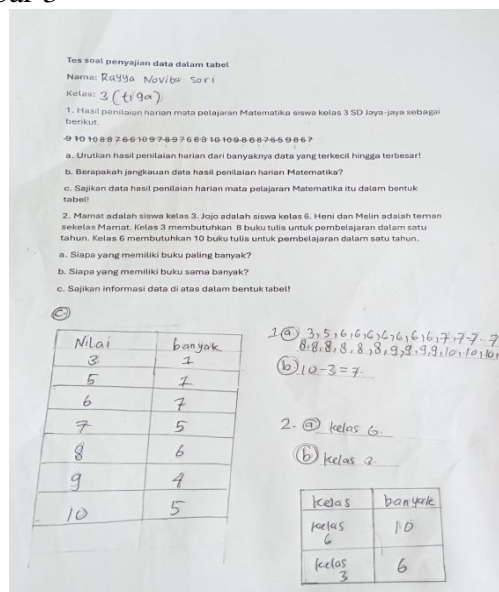 Tes soal penyajian data dalam tabel
Nama: Rayya Novita Sari
Kelas: 3 (tiga)
1. Hasil penilaian harian mata pelajaran Matematika siswa kelas 3 SD Jaya-jaya sebagai
berikut.
a. Urutkan hasil penilaian harian dari banyaknya data yang terkecil hingga terbesar!
b. Berapakah jangkauan data hasil penilaian harian Matematika?
c. Sajikan data hasil penilaian harian mata pelajaran Matematika itu dalam bentuk
tabel!
2. Mamat adalah siswa kelas 3. Jojo adalah siswa kelas 6. Heni dan Melin adalah teman
sekelas Mamat. Kelas 3 membutuhkan 8 buku tulis untuk pembelajaran dalam satu
tahun. Kelas 6 membutuhkan 10 buku tulis untuk pembelajaran dalam satu tahun.
a. Siapa yang memiliki buku paling banyak?
b. Siapa yang memiliki buku sama banyak?
c. Sajikan informasi data di atas dalam bentuk tabel!
c
Nilai banyak
3 1
5 1
6 7
7 5
8 6
9 4
10 5
1 a 3, 5, 6, 6, 6, 6, 6, 6, 6, 7, 7, 7, 7
8, 8, 8, 8, 8, 8, 9, 9, 9, 9, 10, 10, 10,
b 10 - 3 = 7.
2. a kelas 6.
b kelas 3
kelas banyak
kelas 6 10
kelas 3 6